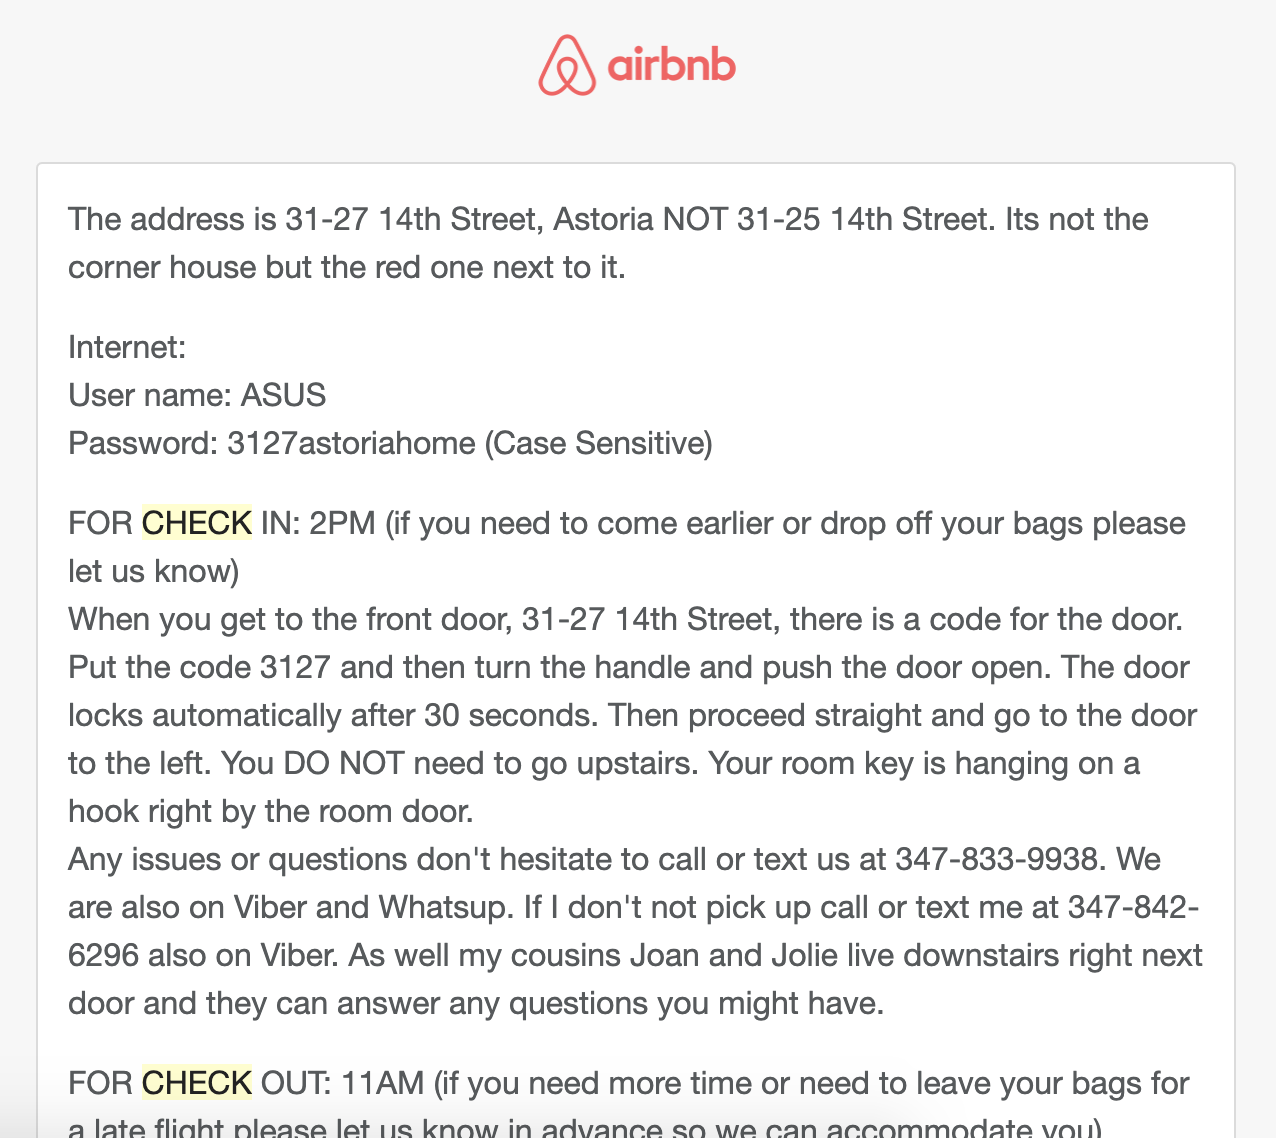 airbnb
The address is 31-27 14th Street, Astoria NOT 31-25 14th Street. Its not the
corner house but the red one next to it.
Internet:
User name: ASUS
Password: 3127astoriahome (Case Sensitive)
FOR CHECK IN: 2PM (if you need to come earlier or drop off your bags please
let us know)
When you get to the front door, 31-27 14th Street, there is a code for the door.
Put the code 3127 and then turn the handle and push the door open. The door
locks automatically after 30 seconds. Then proceed straight and go to the door
to the left. You DO NOT need to go upstairs. Your room key is hanging on a
hook right by the room door.
Any issues or questions don't hesitate to call or text us at 347-833-9938. We
are also on Viber and Whatsup. If I don't not pick up call or text me at 347-842-
6296 also on Viber. As well my cousins Joan and Jolie live downstairs right next
door and they can answer any questions you might have.
FOR CHECK OUT: 11AM (if you need more time or need to leave your bags for
a late flight please let us know in advance so we can accommodate you)